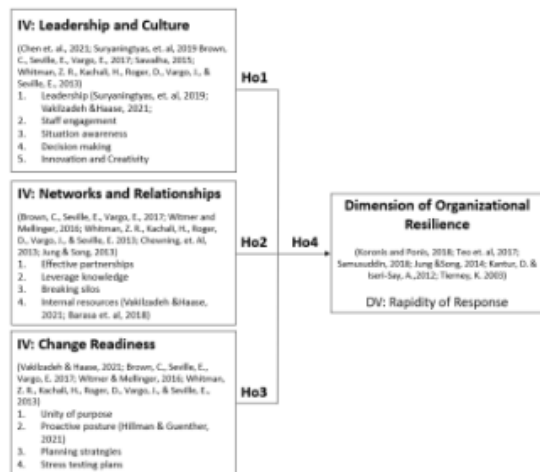 IV: Leadership and Culture
(Chen et. al., 2021; Suryaningtyas, et. al, 2019 Brown,
C., Seville, E., Vargo, E., 2017; Sawalha, 2015;
Whitman, Z. R., Kachali, H., Roger, D., Vargo, J., &
Seville, E., 2013)
1. Leadership (Suryaningtyas, et. al, 2019;
Vakilzadeh &Haase, 2021;
2. Staff engagement
3. Situation awareness
4. Decision making
5. Innovation and Creativity
Ho1
IV: Networks and Relationships
(Brown, C., Seville, E., Vargo, E., 2017; Witmer and
Mellinger, 2016; Whitman, Z. R., Kachali, H., Roger,
D., Vargo, J., & Seville, E. 2013; Chowning, et. Al,
2013; Jung & Song, 2013)
1. Effective partnerships
2. Leverage knowledge
3. Breaking silos
4. Internal resources (Vakilzadeh &Haase,
2021; Barasa et. al, 2018)
Ho2
Ho4
Dimension of Organizational
Resilience
(Koronis and Ponis, 2018; Teo et. al, 2017;
Samusuddin, 2018; Jung &Song, 2014; Kantur, D. &
Iseri-Say, A.,2012; Tierney, K. 2003)
DV: Rapidity of Response
IV: Change Readiness
(Vakilzadeh & Haase, 2021; Brown, C., Seville, E.,
Vargo, E. 2017; Witmer & Mellinger, 2016; Whitman,
Z. R., Kachali, H., Roger, D., Vargo, J., & Seville, E.,
2013)
1. Unity of purpose
2. Proactive posture (Hillman & Guenther,
2021)
3. Planning strategies
4. Stress testing plans
Ho3